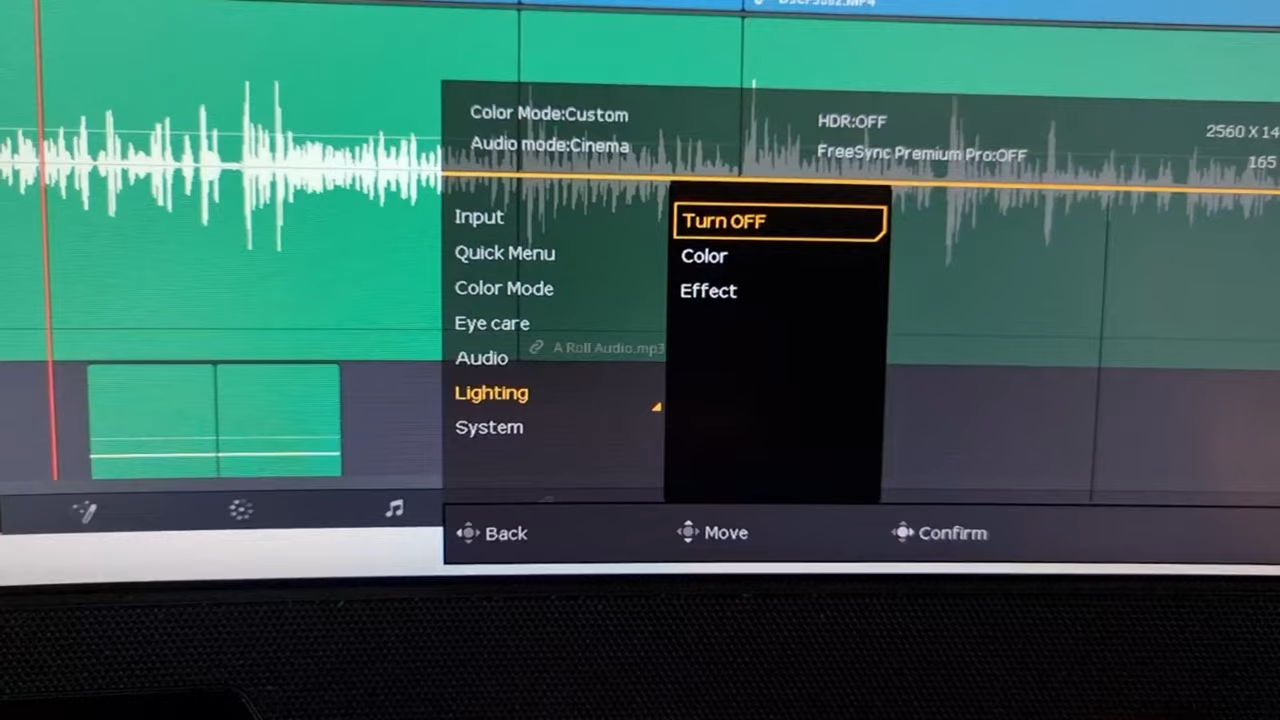 Color Mode:Custom
HDR:OFF
Audio mode:Cinema
FreeSync Premium Pro:OFF
2560 X 14
165
Input
Turn OFF
Quick Menu
Color
Color Mode
Effect
Eye care
A Roll Audio.mp3
Audio
Lighting
System
Back
Move
Confirm